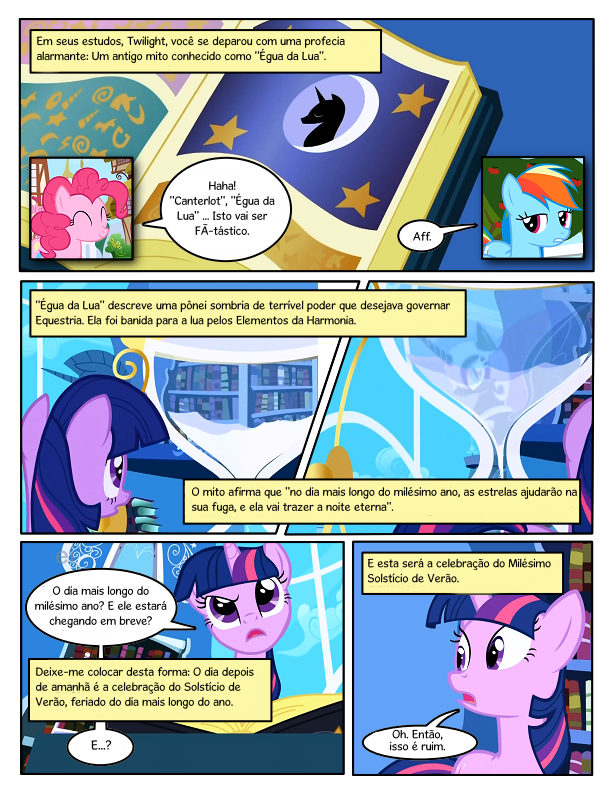 Em seus estudos, Twilight, você se deparou com uma profecia
alarmante: Um antigo mito conhecido como "Égua da Lua".
Haha!
"Canterlot", "Égua da
Lua" ... Isto vai ser
FÃ-tástico.
Aff.
"Égua da Lua" descreve uma pônei sombria de terrível poder que desejava governar
Equestria. Ela foi banida para a lua pelos Elementos da Harmonia.
O mito afirma que "no dia mais longo do milésimo ano, as estrelas ajudarão na
sua fuga, e ela vai trazer a noite eterna".
O dia mais longo do
milésimo ano? E ele estará
chegando em breve?
Deixe-me colocar desta forma: O dia depois
de amanhã é a celebração do Solstício de
Verão, feriado do dia mais longo do ano.
E...?
E esta será a celebração do Milésimo
Solstício de Verão.
Oh. Então,
isso é ruim.